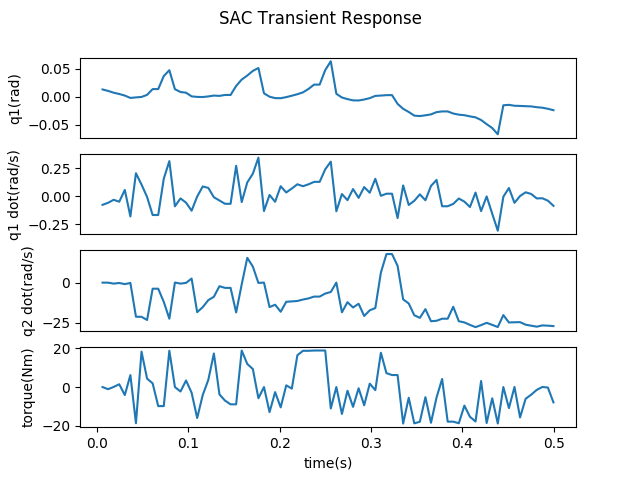 SAC Transient Response
0.05
0.00
−0.05
q1(rad)
0.25
0.00
−0.25
q1 dot(rad/s)
0
−25
q2 dot(rad/s)
20
0
−20
torque(Nm)
0.0 0.1 0.2 0.3 0.4 0.5
time(s)